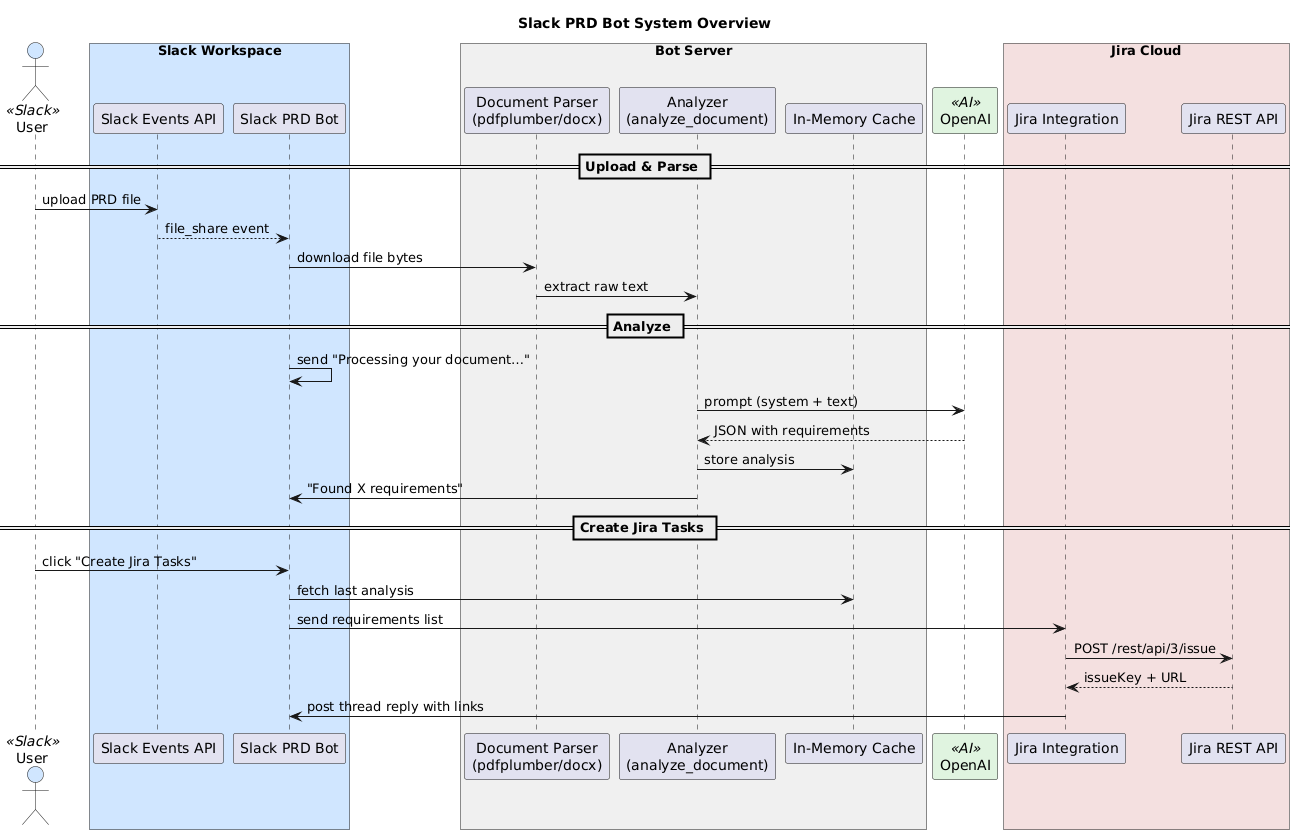 Slack PRD Bot System Overview
Slack Workspace
Bot Server
Jira Cloud
«Slack»
User
Slack Events API
Slack PRD Bot
Document Parser
(pdfplumber/docx)
Analyzer
(analyze_document)
In-Memory Cache
«AI»
OpenAI
Jira Integration
Jira REST API
Upload & Parse
upload PRD file
file_share event
download file bytes
extract raw text
Analyze
send "Processing your document..."
prompt (system + text)
JSON with requirements
store analysis
"Found X requirements"
Create Jira Tasks
click "Create Jira Tasks"
fetch last analysis
send requirements list
POST /rest/api/3/issue
issueKey + URL
post thread reply with links
«Slack»
User
Slack Events API
Slack PRD Bot
Document Parser
(pdfplumber/docx)
Analyzer
(analyze_document)
In-Memory Cache
«AI»
OpenAI
Jira Integration
Jira REST API